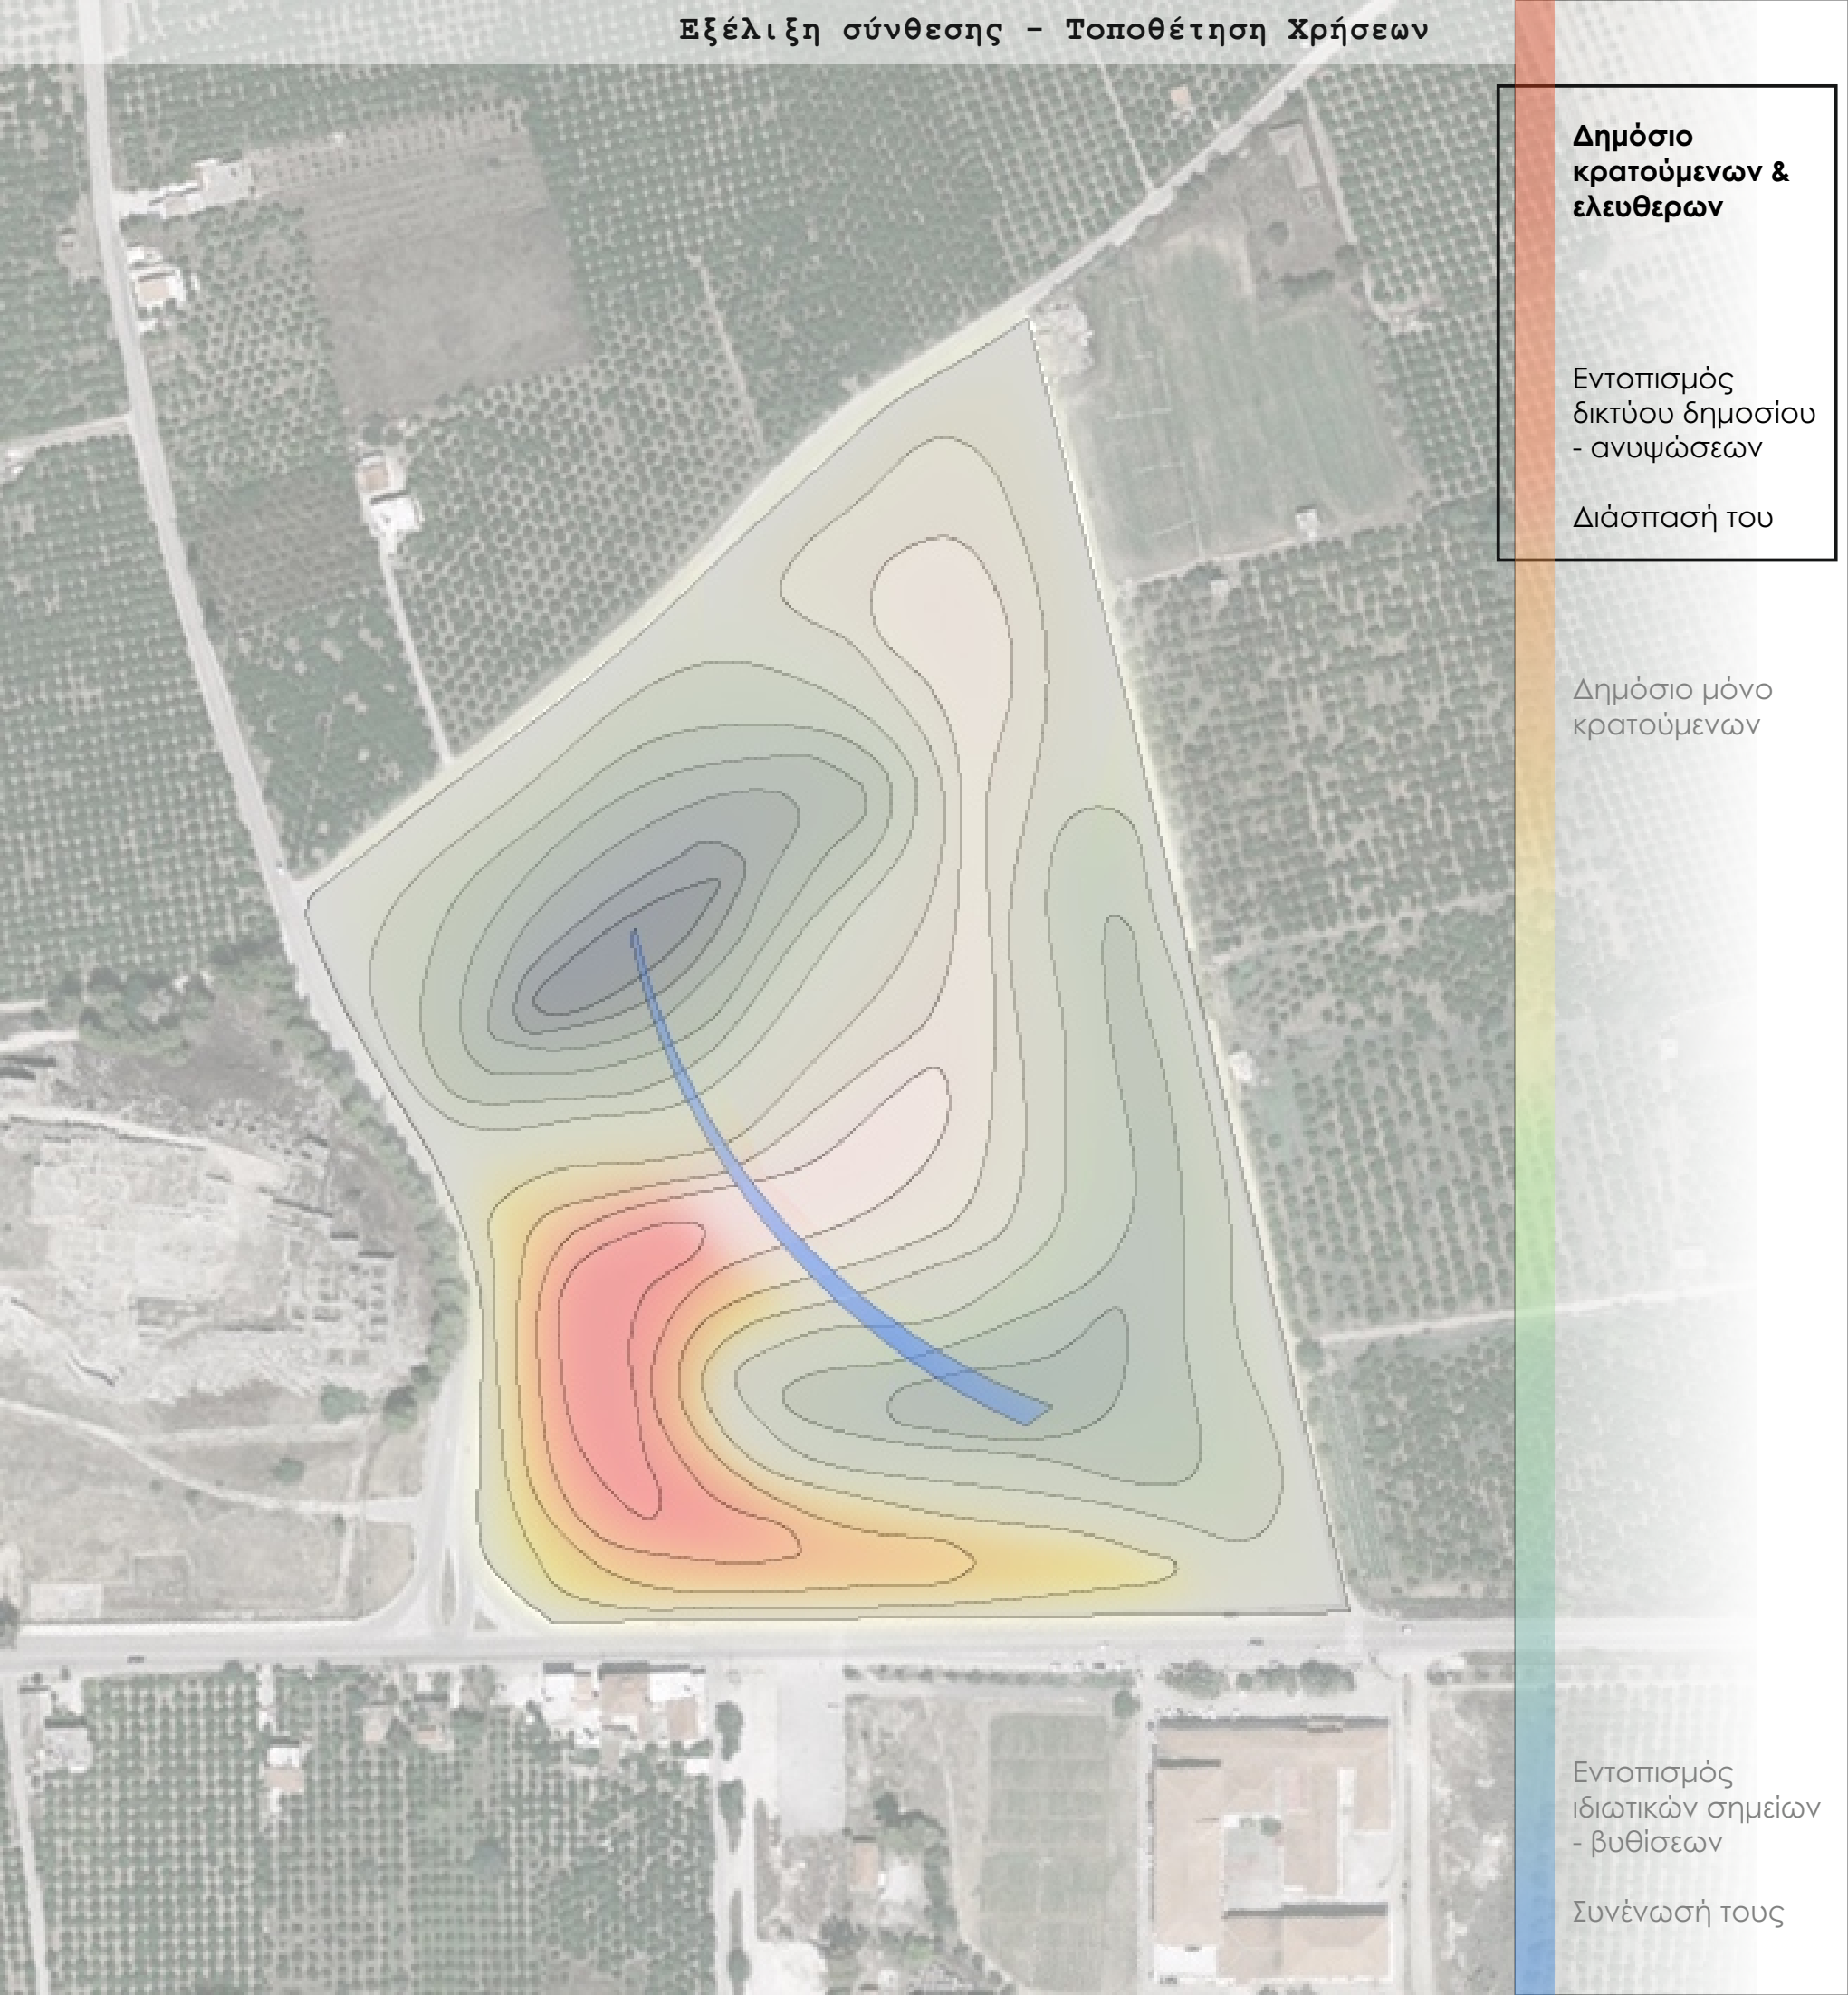 Εξέλιξη σύνθεσης - Τοποθέτηση Χρήσεων
Δημόσιο
κρατούμενων &
ελευθερων
Εντοπισμός
δικτύου δημοσίου
- ανυψώσεων
Διάσπασή του
Δημόσιο μόνο
κρατούμενων
Εντοπισμός
ιδιωτικών σημείων
- βυθίσεων
Συνένωσή τους